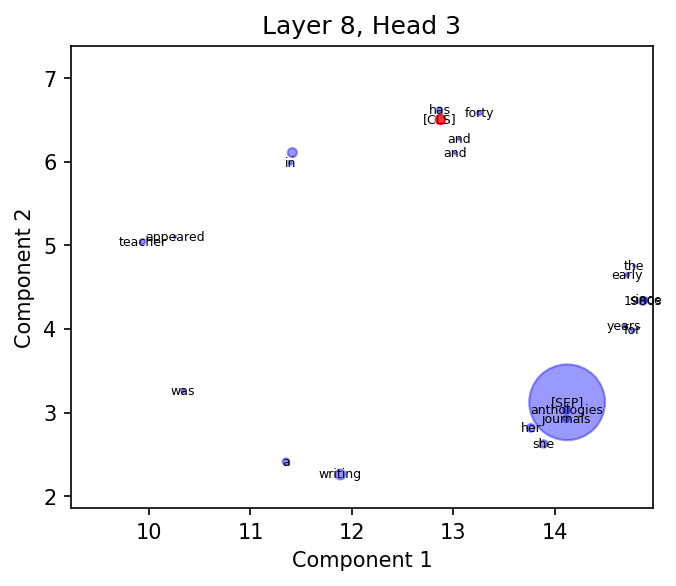 Layer 8, Head 3
7
has
forty
[CLS]
and
and
6
in
teacher
appeared
5
the
early
since
1980s
4
years
for
was
[SEP]
anthologies
3
journals
her
she
a
writing
2
10
11
12
13
14
Component 1
Component 2